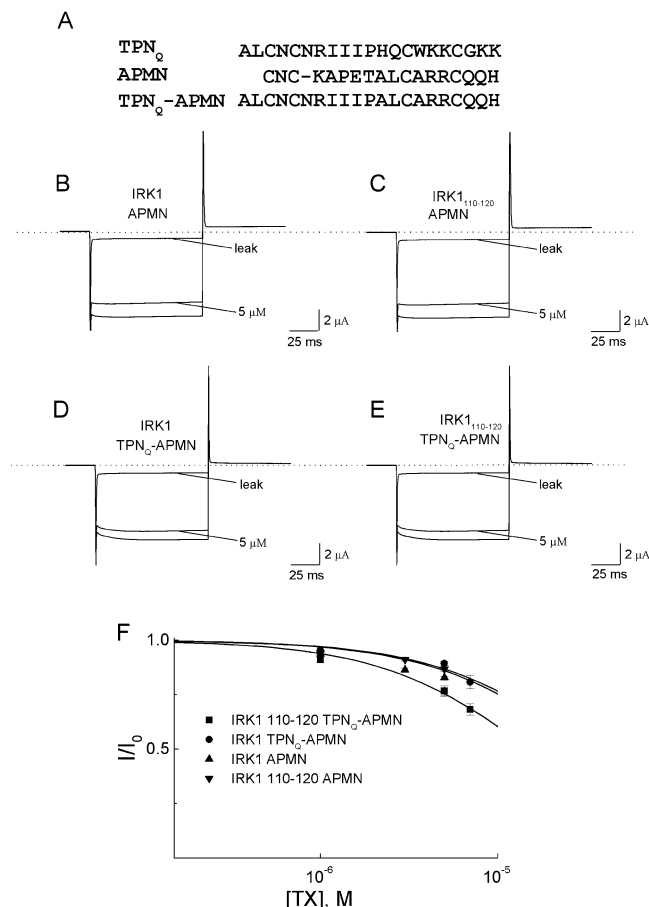 A
TPNQ ALCNCNRIIIPHQCWKKCGKK
APMN CNC-KAPETALCARRCQQH
TPNQ-APMN ALCNCNRIIIPALCARRCQQH
B
IRK1
APMN
leak
5 μM
2 μA
25 ms
C
IRK1110-120
APMN
leak
5 μM
2 μA
25 ms
D
IRK1
TPNQ-APMN
leak
5 μM
2 μA
25 ms
E
IRK1110-120
TPNQ-APMN
leak
5 μM
2 μA
25 ms
F
1.0
0.5
I/I0
IRK1 110-120 TPNQ-APMN
IRK1 TPNQ-APMN
IRK1 APMN
IRK1 110-120 APMN
10-6
10-5
[TX], M